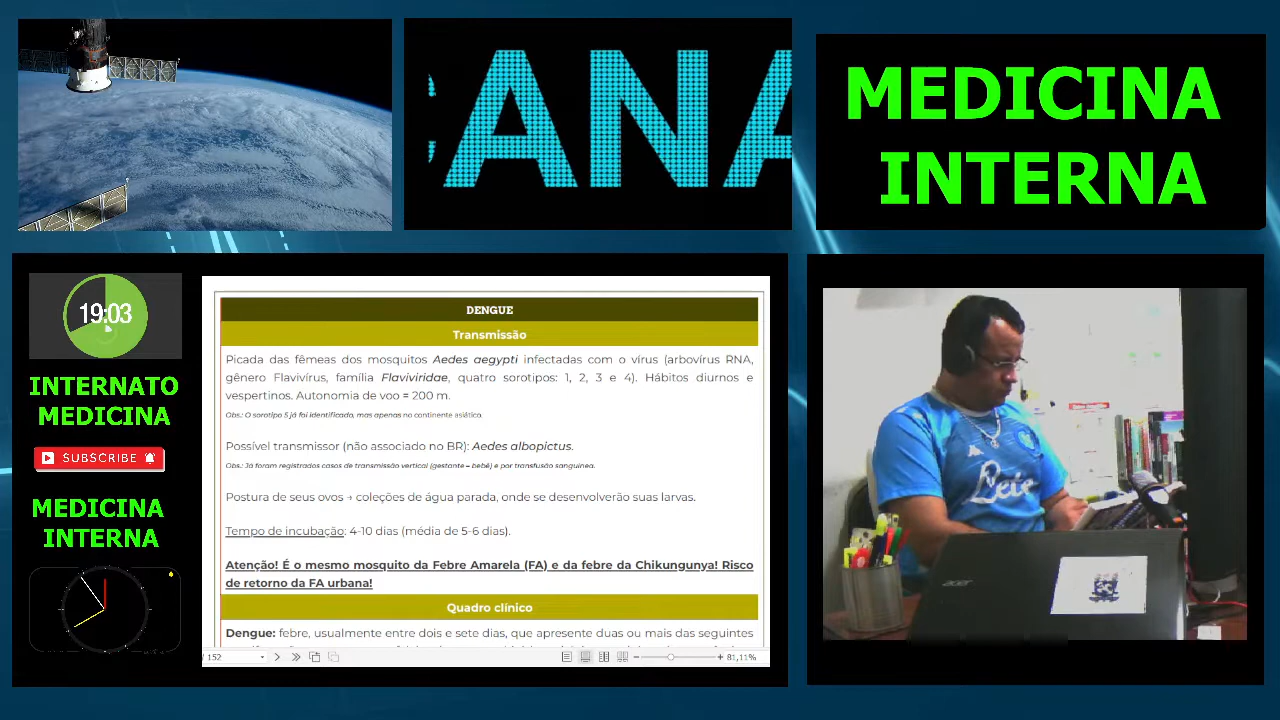 ANA
MEDICINA
INTERNA
19:03
INTERNATO
MEDICINA
SUBSCRIBE
MEDICINA
INTERNA
DENGUE
Transmissão
Picada das fêmeas dos mosquitos Aedes aegypti infectadas com o vírus (arbovírus RNA,
gênero Flavivírus, família Flaviviridae, quatro sorotipos: 1, 2, 3 e 4). Hábitos diurnos e
vespertinos. Autonomia de voo = 200 m.
Obs.: O sorotipo 5 já foi identificado, mas apenas no continente asiático.
Possível transmissor (não associado no BR): Aedes albopictus.
Obs.: Já foram registrados casos de transmissão vertical (gestante – bebê) e por transfusão sanguínea.
Postura de seus ovos → coleções de água parada, onde se desenvolverão suas larvas.
Tempo de incubação: 4-10 dias (média de 5-6 dias).
Atenção! É o mesmo mosquito da Febre Amarela (FA) e da febre da Chikungunya! Risco
de retorno da FA urbana!
Quadro clínico
Dengue: febre, usualmente entre dois e sete dias, que apresente duas ou mais das seguintes
/ 152
81,11%
acer